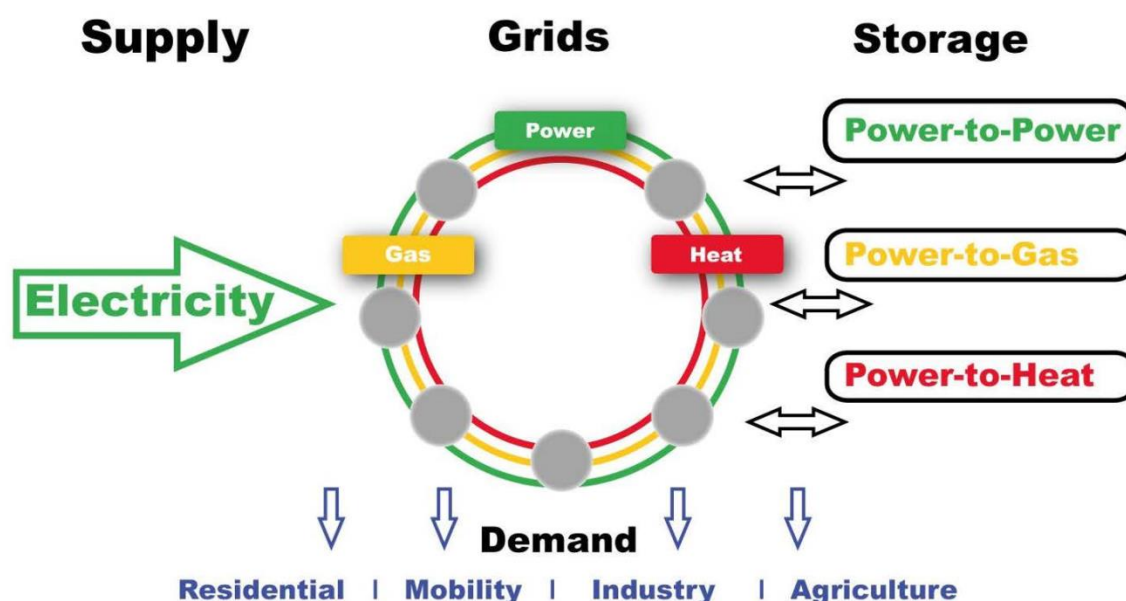 Supply Grids Storage
Power
Power-to-Power
Gas
Heat
Power-to-Gas
Electricity
Power-to-Heat
Demand
Residential | Mobility | Industry | Agriculture